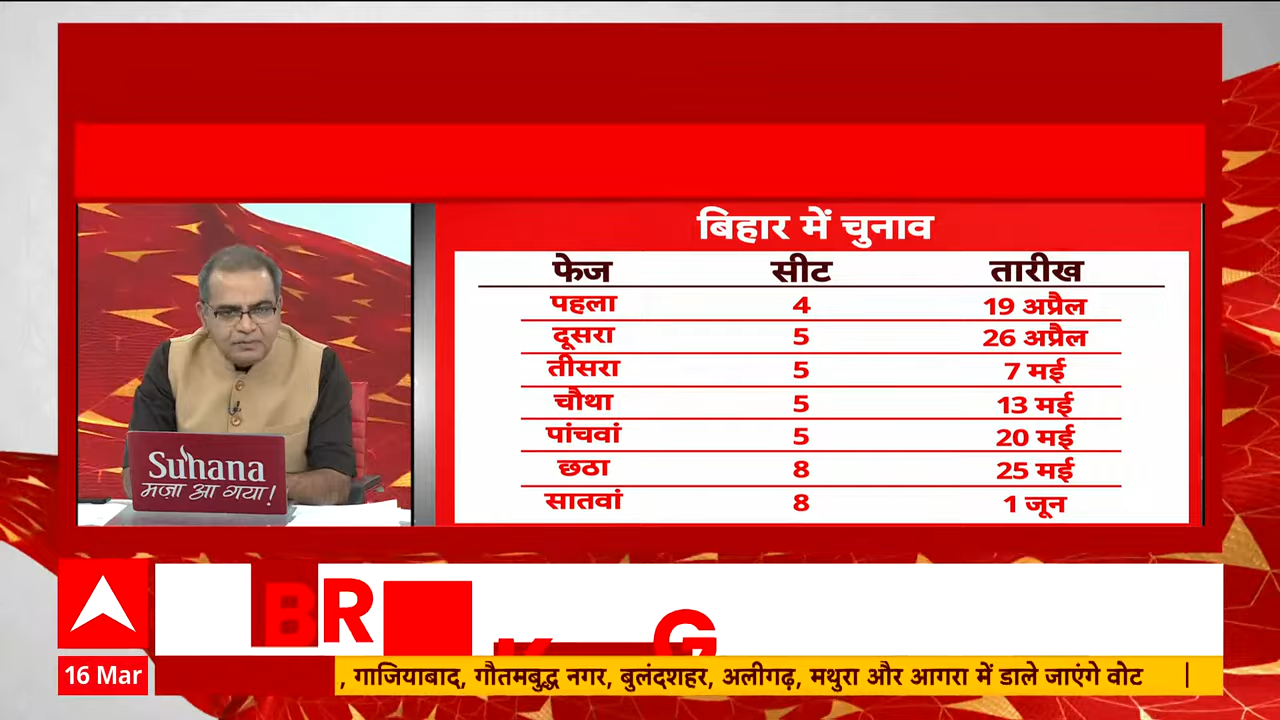 बिहार में चुनाव
फेज सीट तारीख
पहला 4 19 अप्रैल
दूसरा 5 26 अप्रैल
तीसरा 5 7 मई
चौथा 5 13 मई
पांचवां 5 20 मई
छठा 8 25 मई
सातवां 8 1 जून
Suhana
मज़ा आ गया!
BR K G
16 Mar
, गाजियाबाद, गौतमबुद्ध नगर, बुलंदशहर, अलीगढ़, मथुरा और आगरा में डाले जाएंगे वोट |